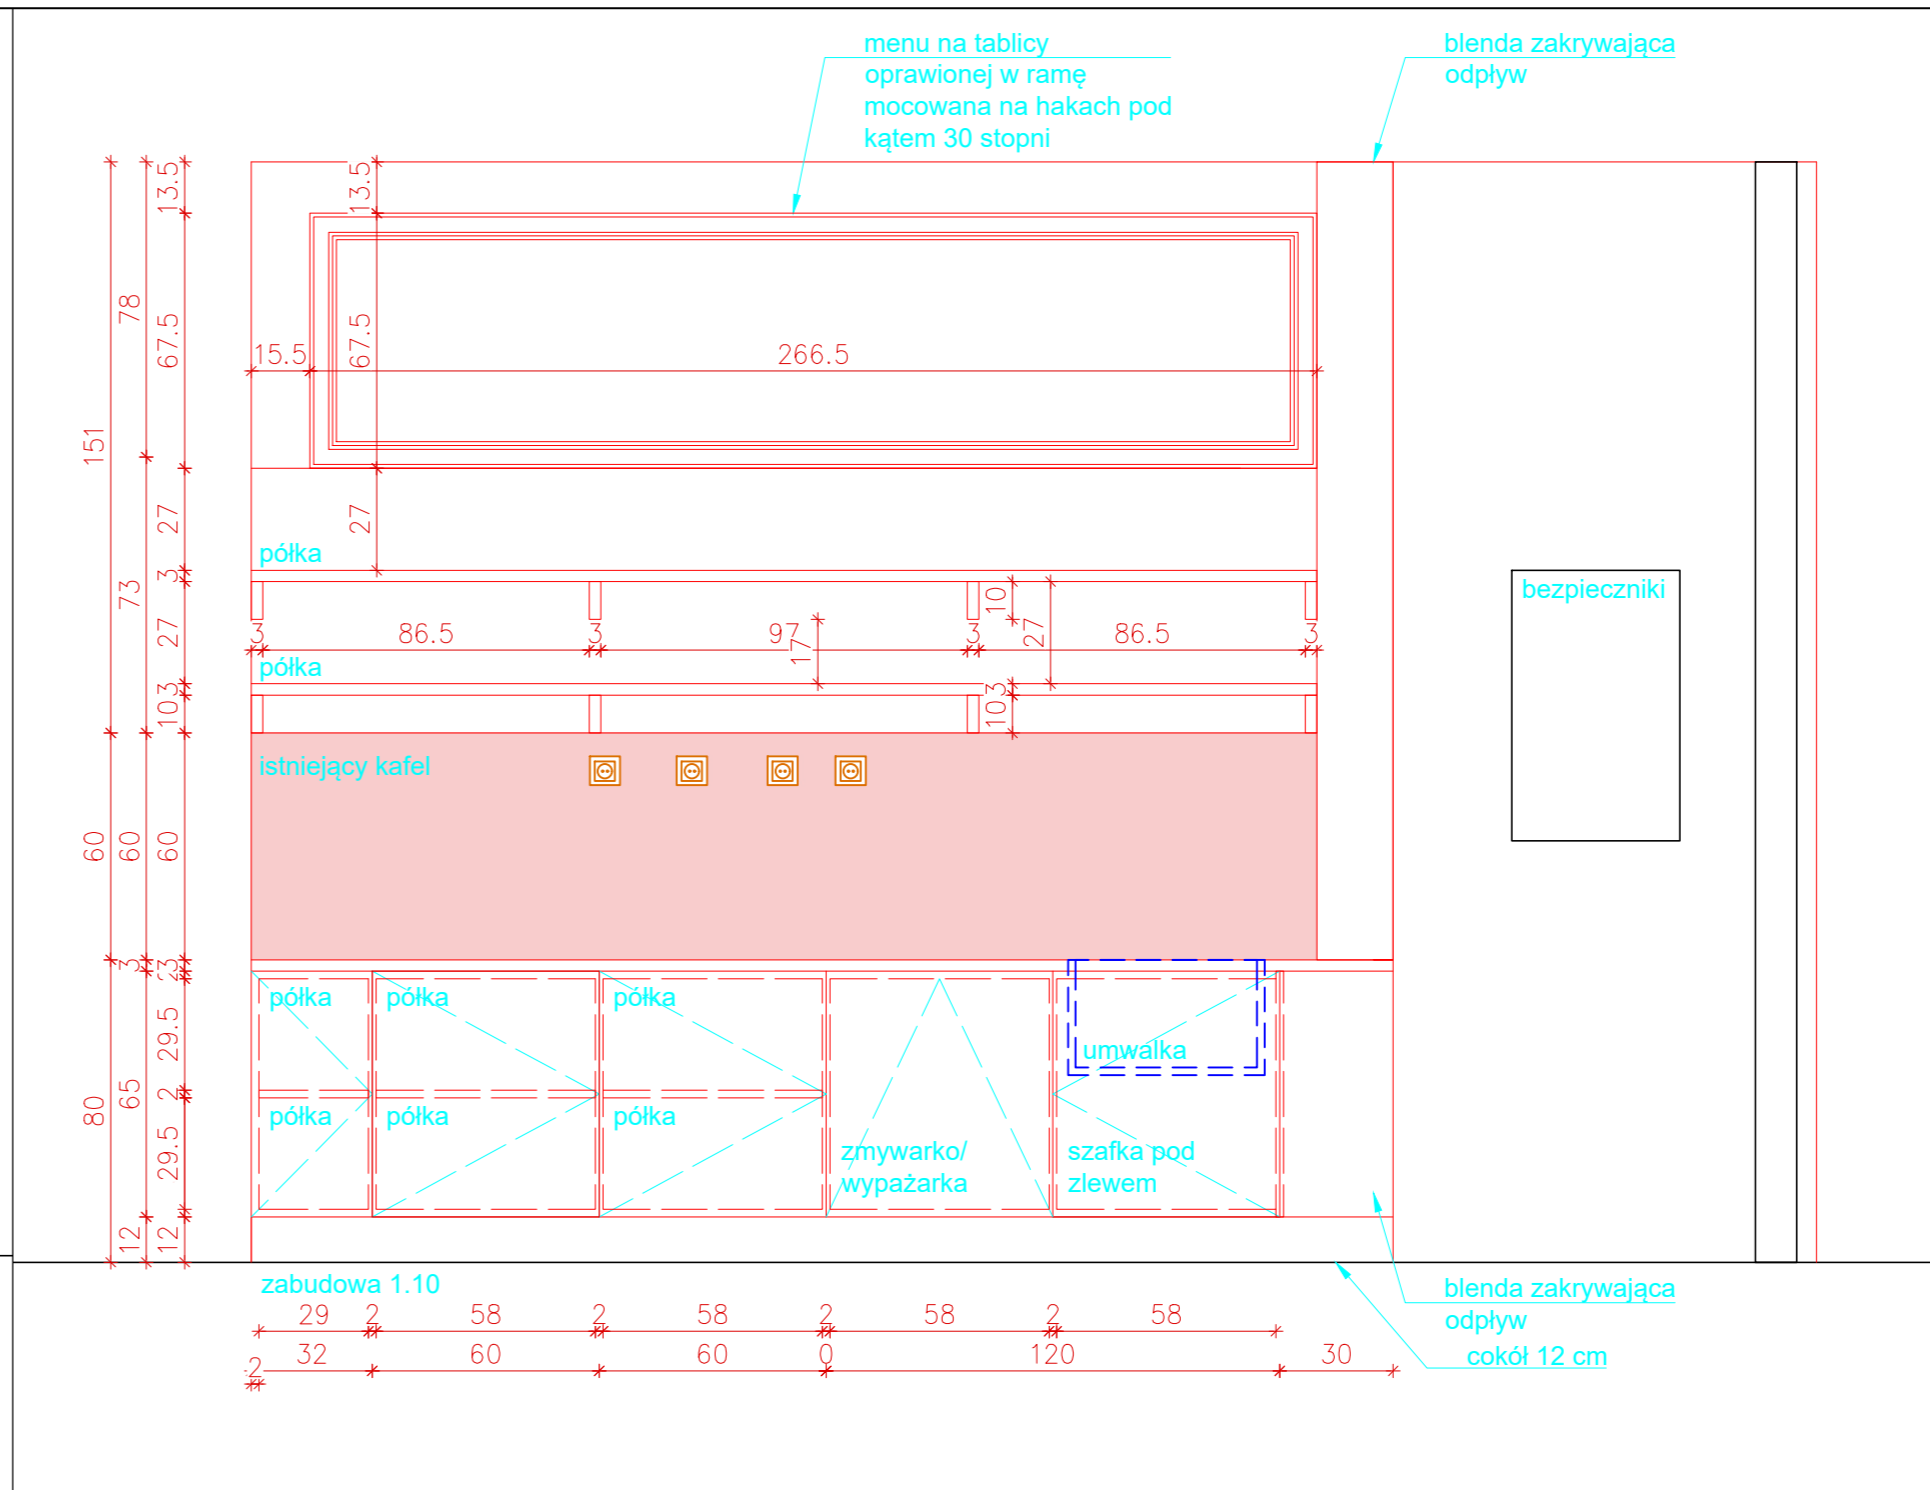 menu na tablicy
oprawionej w ramę
mocowana na hakach pod
kątem 30 stopni
blenda zakrywająca
odpływ
13.5
13.5
78
67.5
67.5
15.5
266.5
151
27
27
półka
3
73
bezpieczniki
10
27
3
86.5
3
97
17
3
27
86.5
3
półka
3
10
3
10
istniejący kafel
60
60
60
3
3
2
półka
półka
półka
29.5
umwalka
80
65
2
półka
półka
półka
29.5
zmywarko/
wypażarka
szafka pod
zlewem
12
12
zabudowa 1.10
blenda zakrywająca
odpływ
cokół 12 cm
29
2
58
2
58
2
58
2
58
32
60
60
0
120
30
2